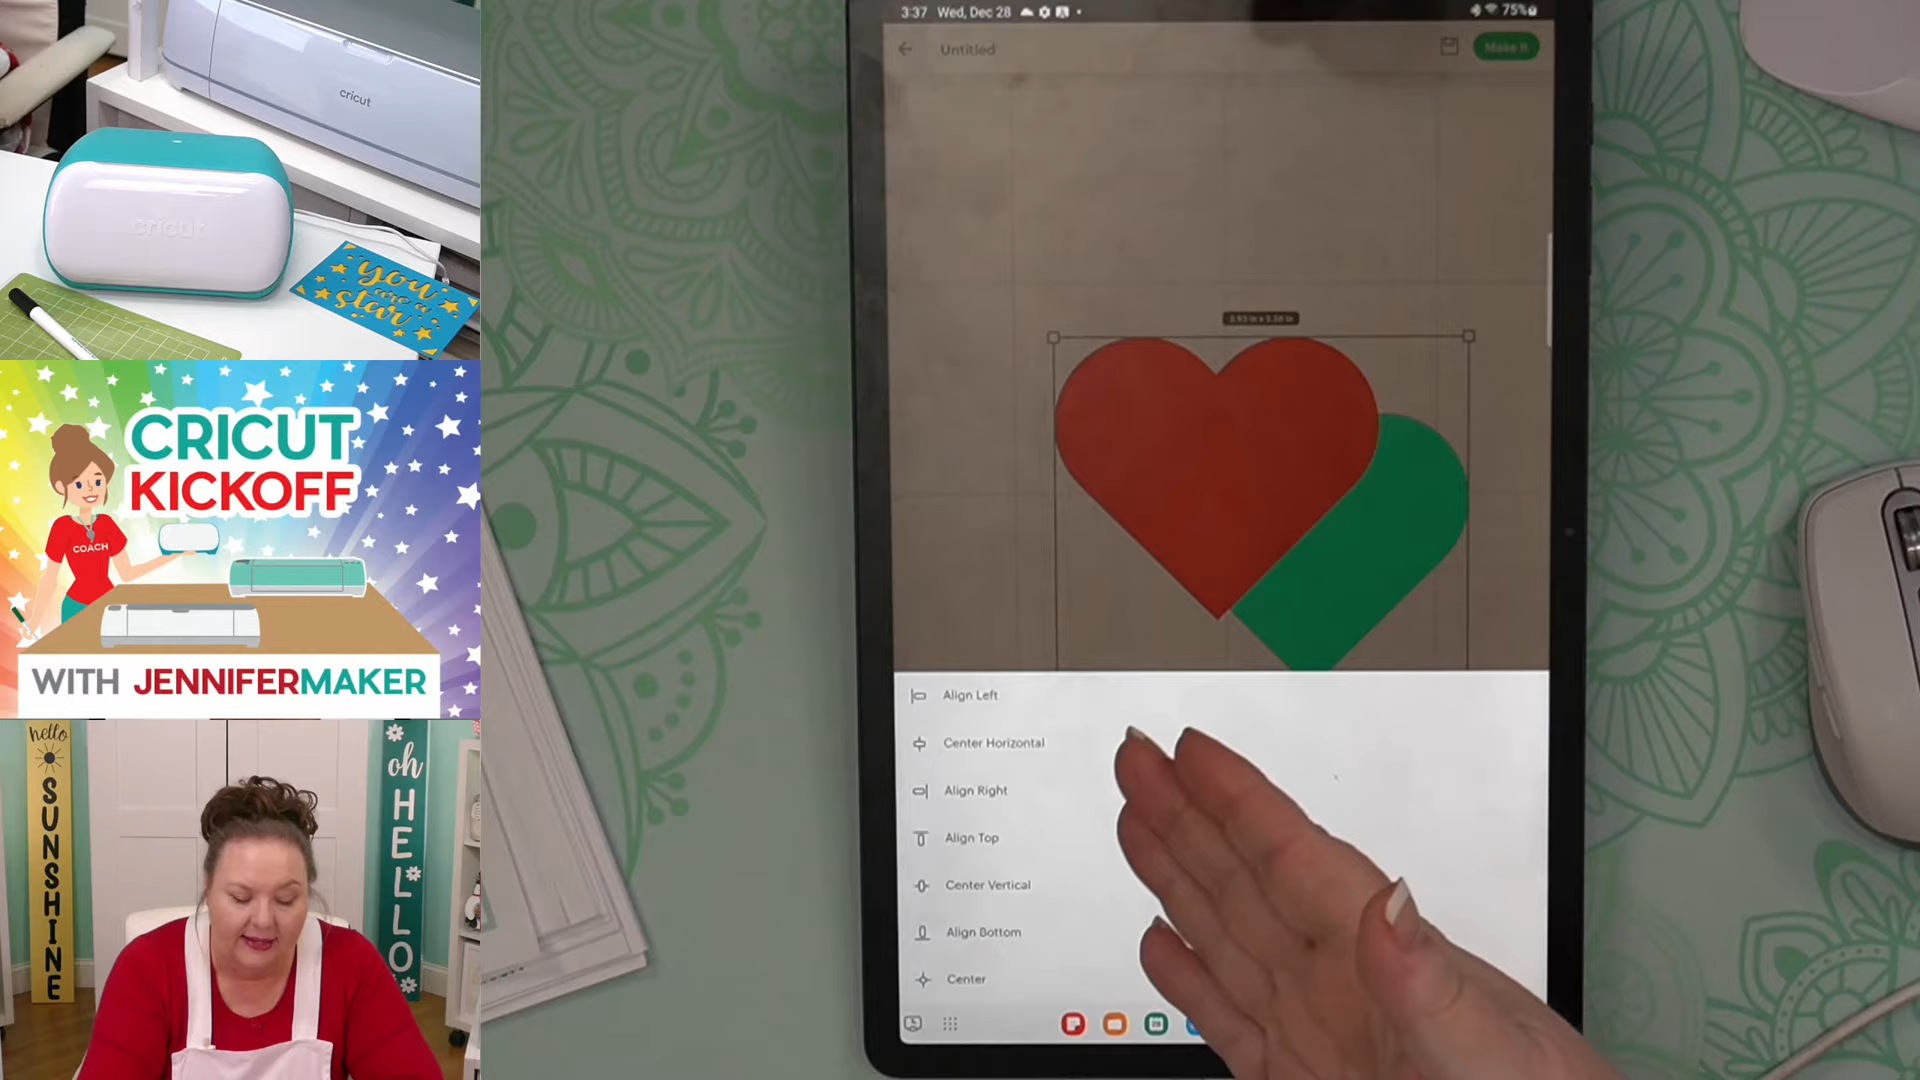 cricut
cricut
you
are a
star
CRICUT
KICKOFF
COACH
WITH JENNIFERMAKER
hello
SUNSHINE
oh
HELLO
3:37 Wed, Dec 28
75%
Untitled
Make It
Align Left
Center Horizontal
Align Right
Align Top
Center Vertical
Align Bottom
Center